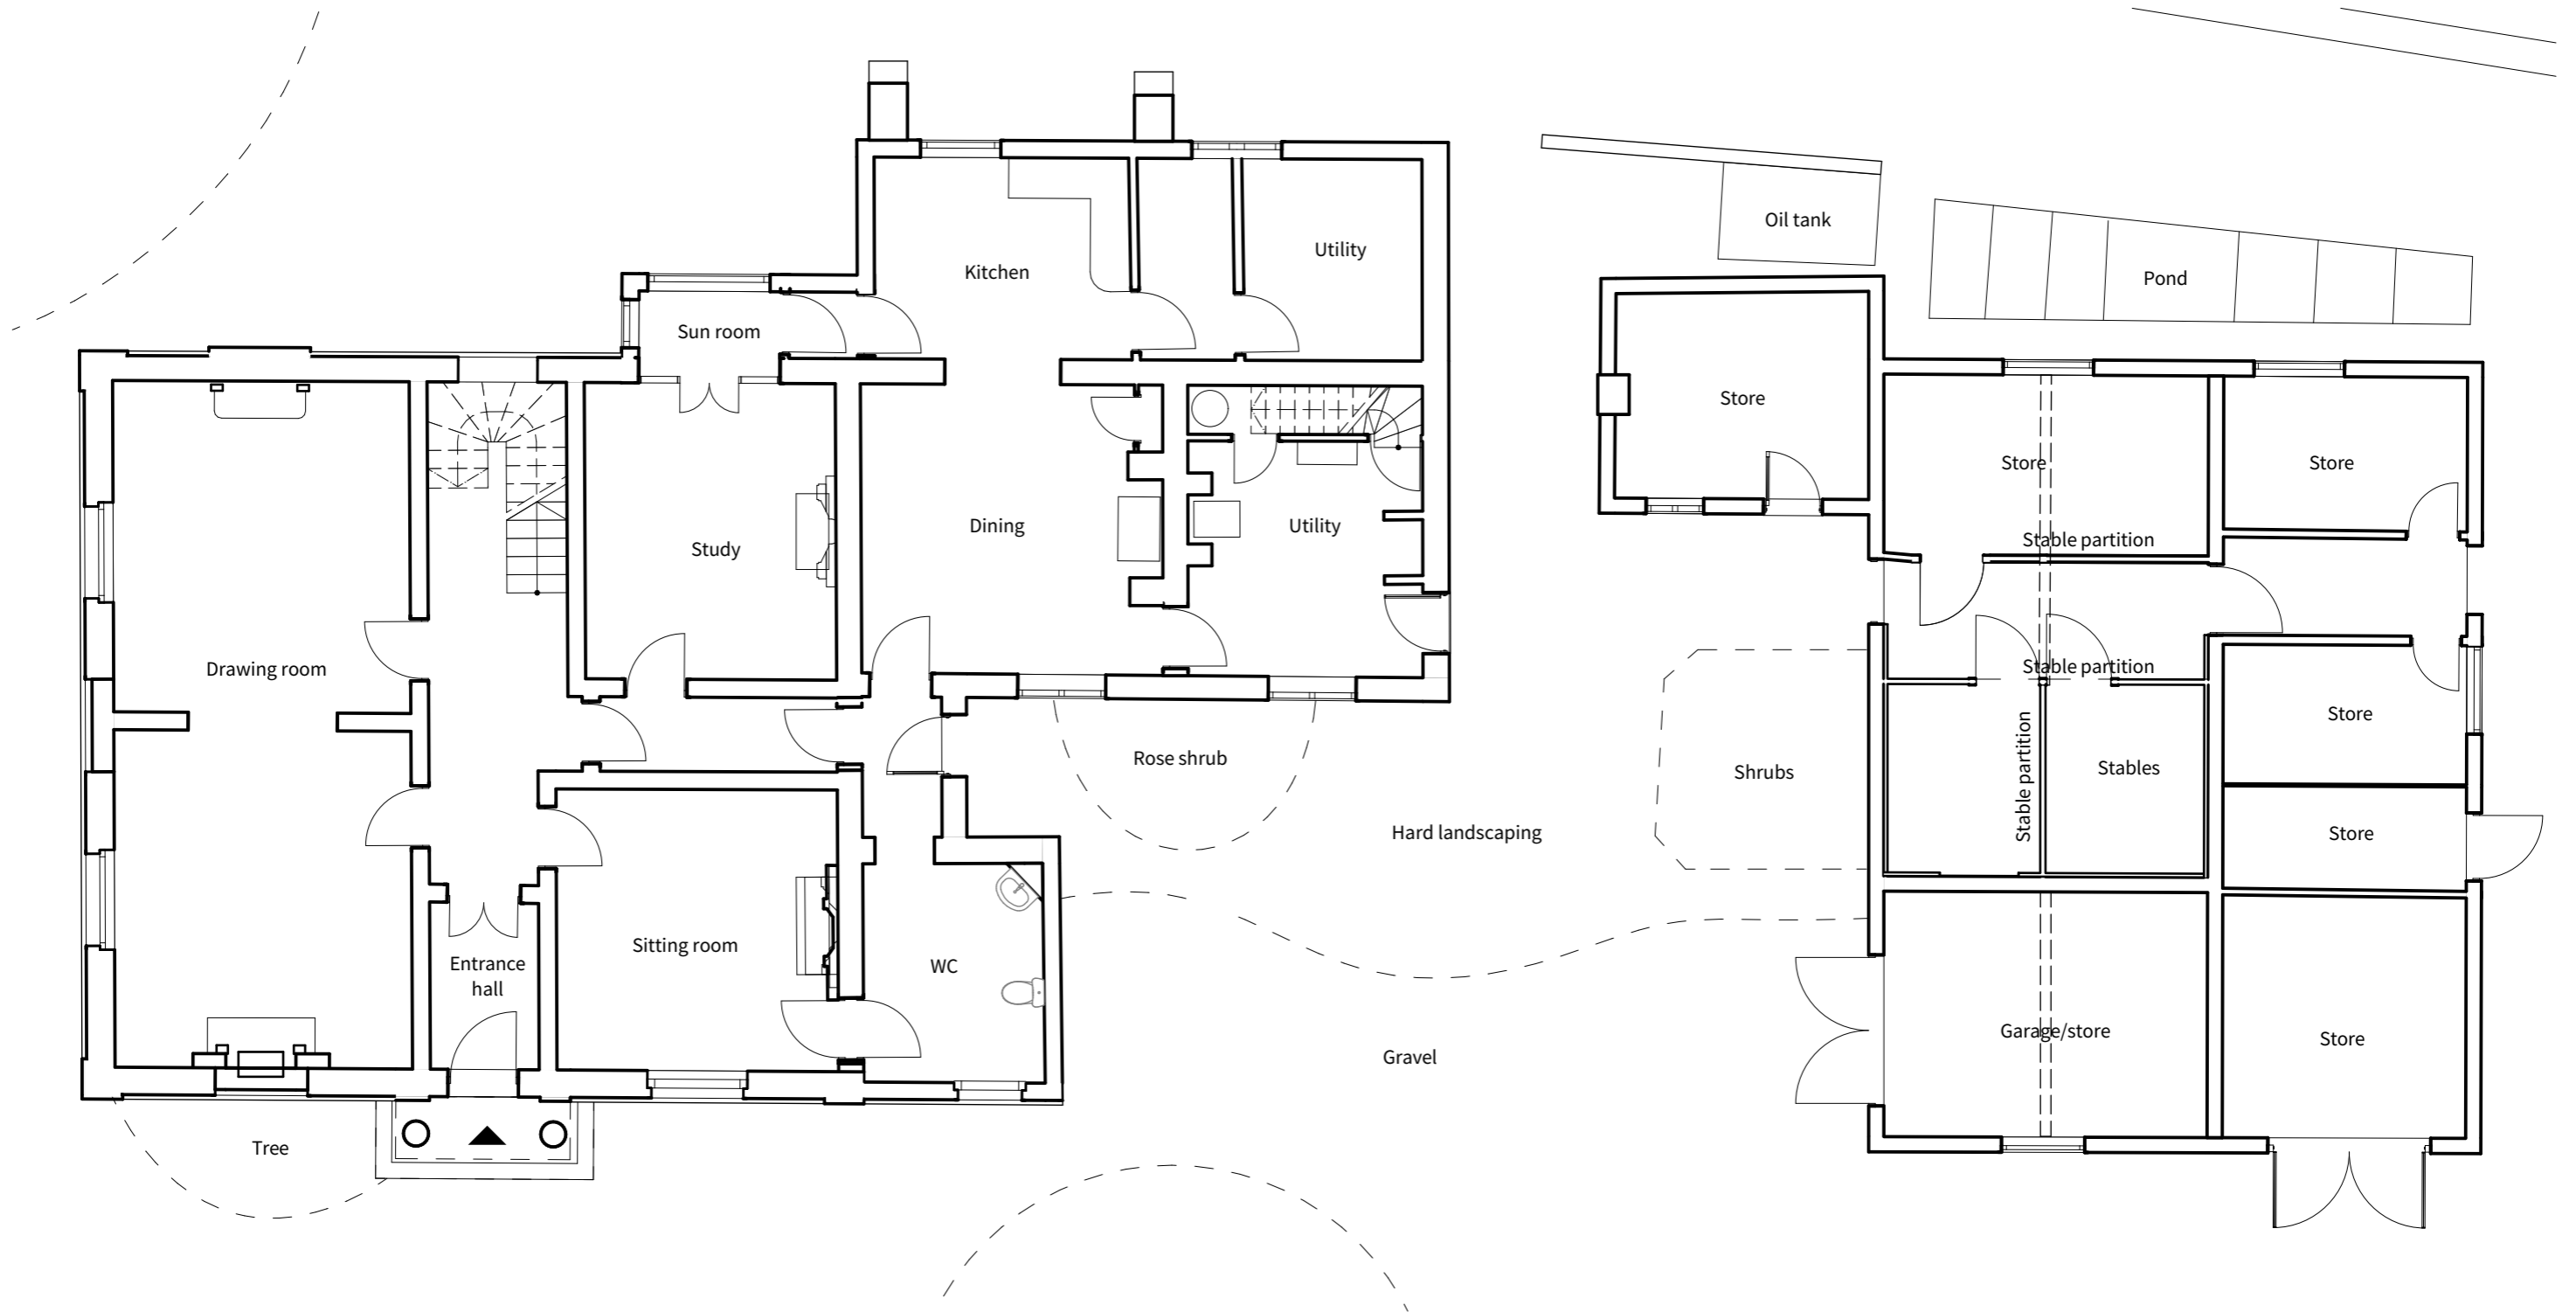 Oil tank
Utility
Kitchen
Pond
Sun room
Store
Store
Store
Dining
Utility
Study
Stable partition
Drawing room
Stable partition
Store
Rose shrub
Shrubs
Stable partition
Stables
Hard landscaping
Store
Sitting room
Entrance
hall
WC
Garage/store
Store
Gravel
Tree